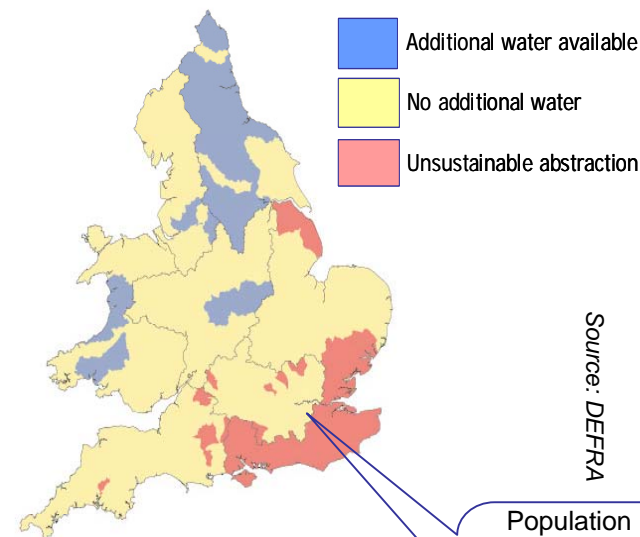 Additional water available
No additional water
Unsustainable abstraction
Source: DEFRA
Population